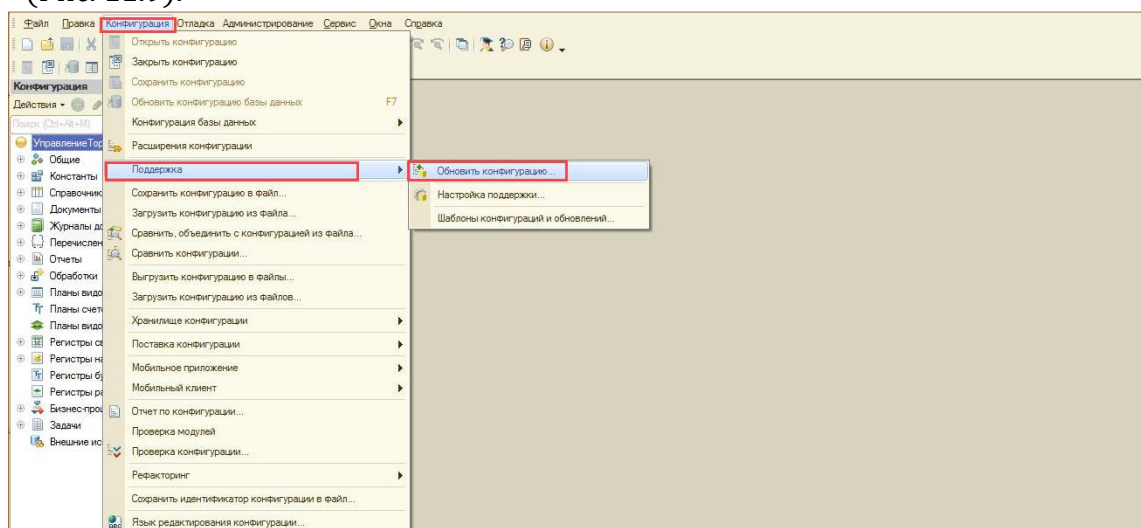 Файл Правка Конфигурация Отладка Администрирование Сервис Окна Справка
Открыть конфигурацию
Закрыть конфигурацию
Конфигурация
Сохранить конфигурацию
Действия
Обновить конфигурацию базы данных F7
Поиск (Ctrl+Alt+M)
Конфигурация базы данных
УправлениеТор
Расширения конфигурации
Общие
Поддержка
Обновить конфигурацию...
Константы
Справочник
Сохранить конфигурацию в файл...
Настройка поддержки...
Документы
Загрузить конфигурацию из файла...
Шаблоны конфигураций и обновлений...
Журналы до
Сравнить, объединить с конфигурацией из файла...
Перечислен
Сравнить конфигурации...
Отчеты
Обработки
Выгрузить конфигурацию в файлы...
Планы видо
Загрузить конфигурацию из файлов...
Планы счет
Хранилище конфигурации
Планы видо
Регистры св
Поставка конфигурации
Регистры на
Мобильное приложение
Регистры бу
Мобильный клиент
Регистры ра
Бизнес-проц
Отчет по конфигурации...
Задачи
Проверка модулей
Внешние ис
Проверка конфигурации...
Рефакторинг
Сохранить идентификатор конфигурации в файл...
Язык редактирования конфигурации...